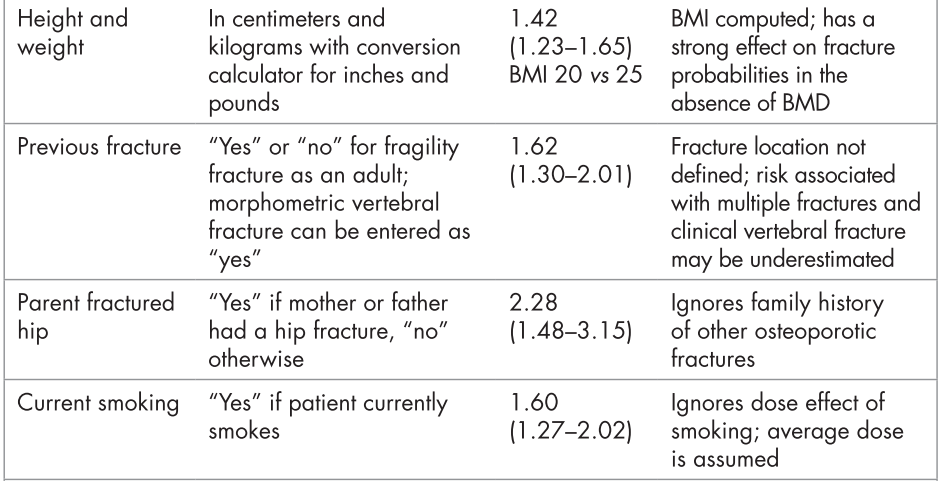 Height and
weight
In centimeters and
kilograms with conversion
calculator for inches and
pounds
1.42
(1.23–1.65)
BMI 20 vs 25
BMI computed; has a
strong effect on fracture
probabilities in the
absence of BMD
Previous fracture
“Yes” or “no” for fragility
fracture as an adult;
morphometric vertebral
fracture can be entered as
“yes”
1.62
(1.30–2.01)
Fracture location not
defined; risk associated
with multiple fractures and
clinical vertebral fracture
may be underestimated
Parent fractured
hip
“Yes” if mother or father
had a hip fracture, “no”
otherwise
2.28
(1.48–3.15)
Ignores family history
of other osteoporotic
fractures
Current smoking
“Yes” if patient currently
smokes
1.60
(1.27–2.02)
Ignores dose effect of
smoking; average dose
is assumed